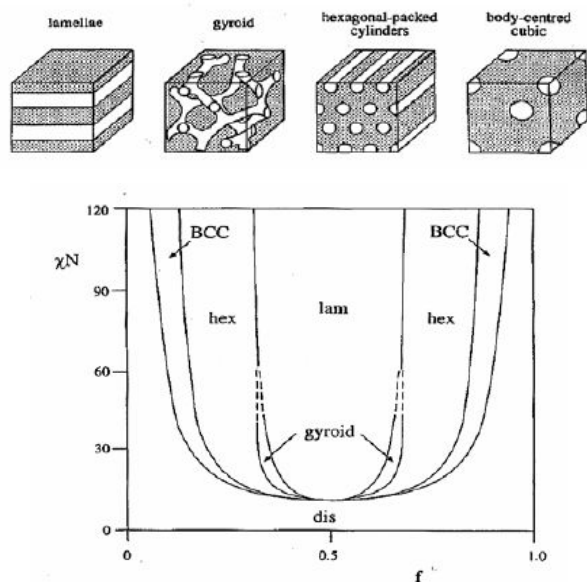 lamellae
gyroid
hexagonal-packed
cylinders
body-centred
cubic
120
BCC
BCC
χN
90
hex
lam
hex
60
30
gyroid
dis
0
0
0.5
1.0
f